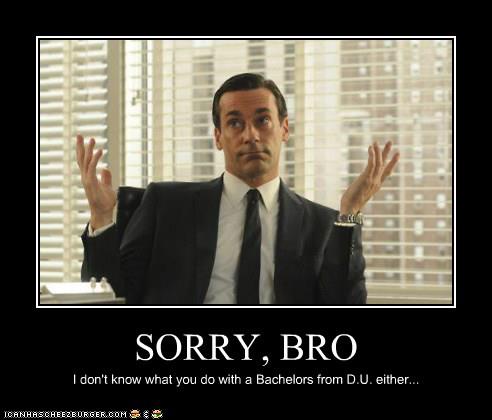 SORRY, BRO
I don't know what you do with a Bachelors from D.U. either...
ICANHASCHEEZBURGER.COM